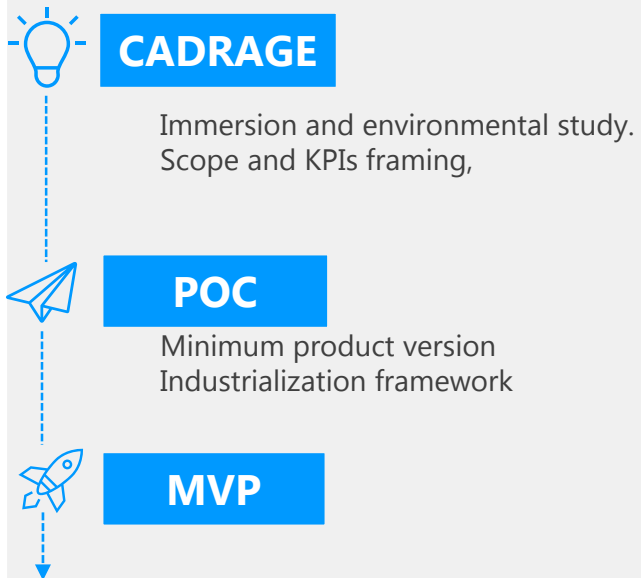 CADRAGE
Immersion and environmental study.
Scope and KPIs framing,
POC
Minimum product version
Industrialization framework
MVP